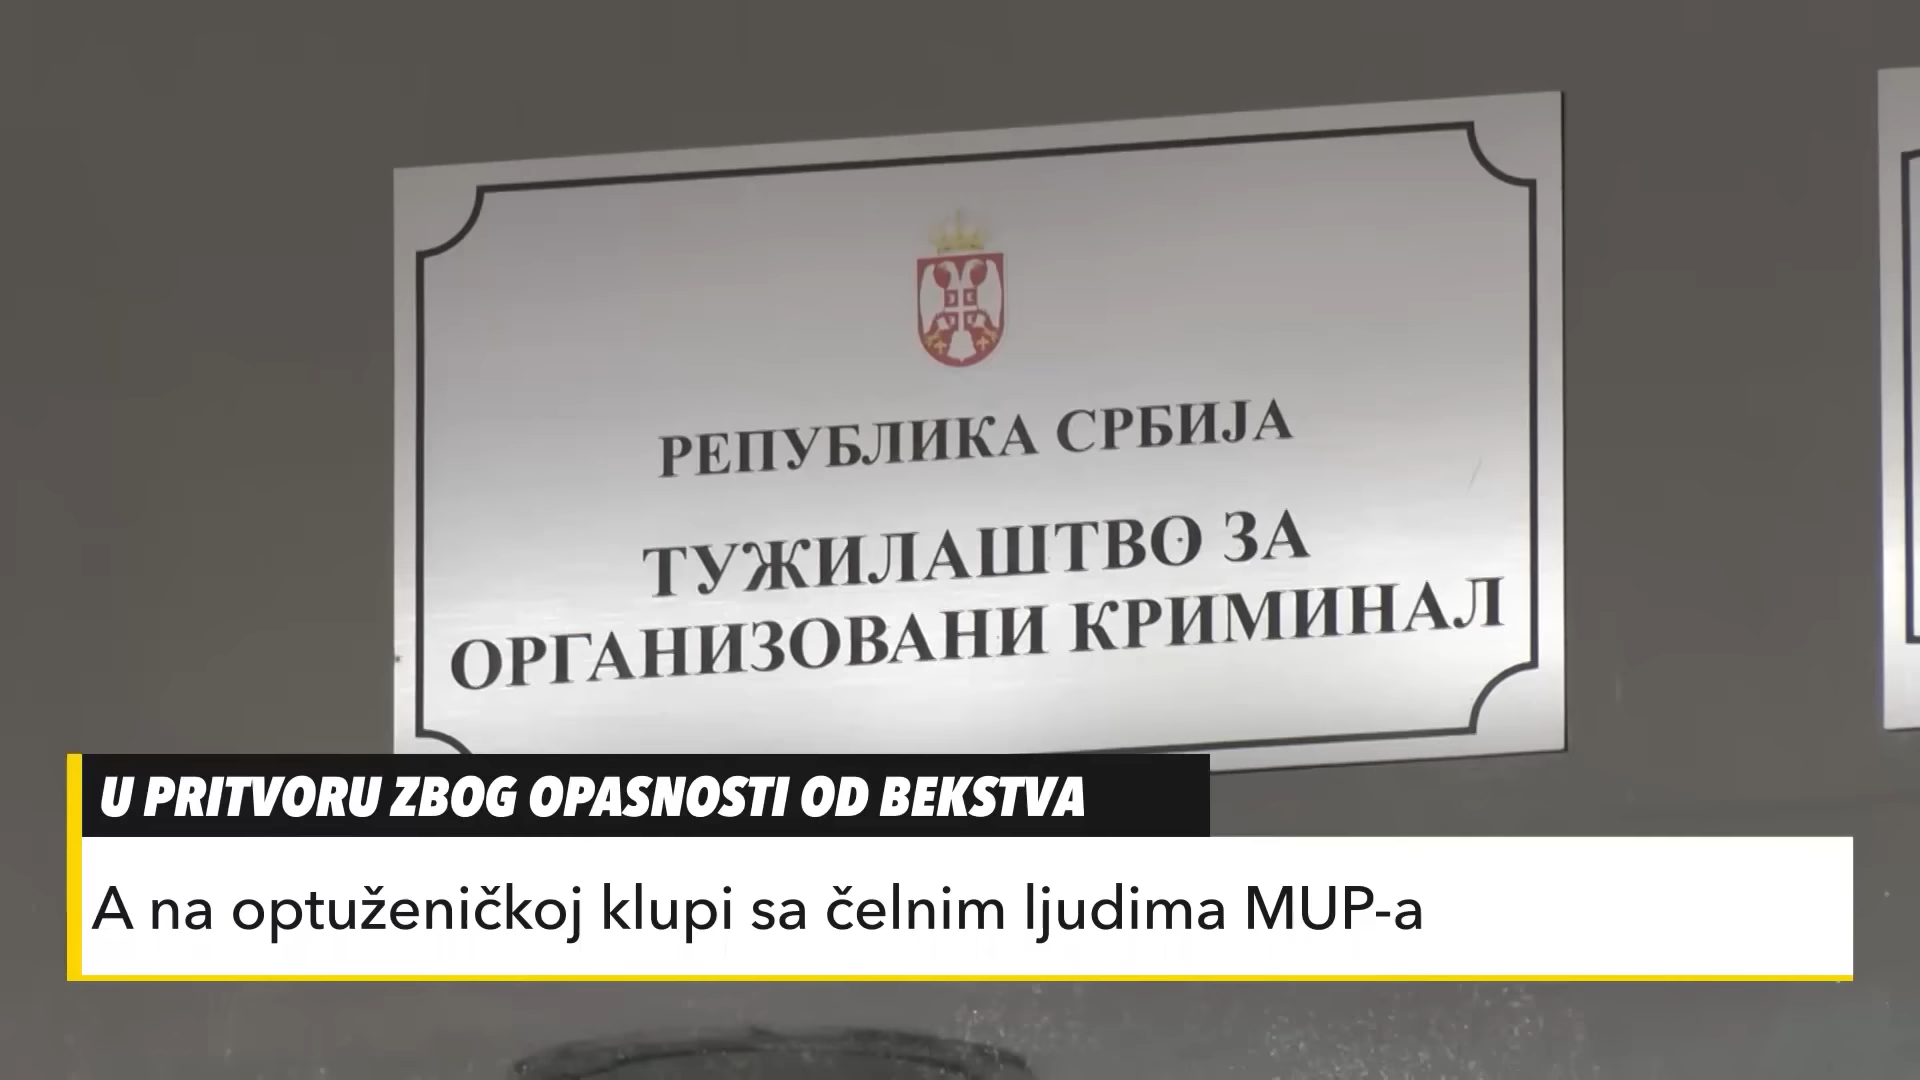 РЕПУБЛИКА СРБИЈА
ТУЖИЛАШТВО ЗА
ОРГАНИЗОВАНИ КРИМИНАЛ
U PRITVORU ZBOG OPASNOSTI OD BEKSTVA
A na optuženičkoj klupi sa čelnim ljudima MUP-a